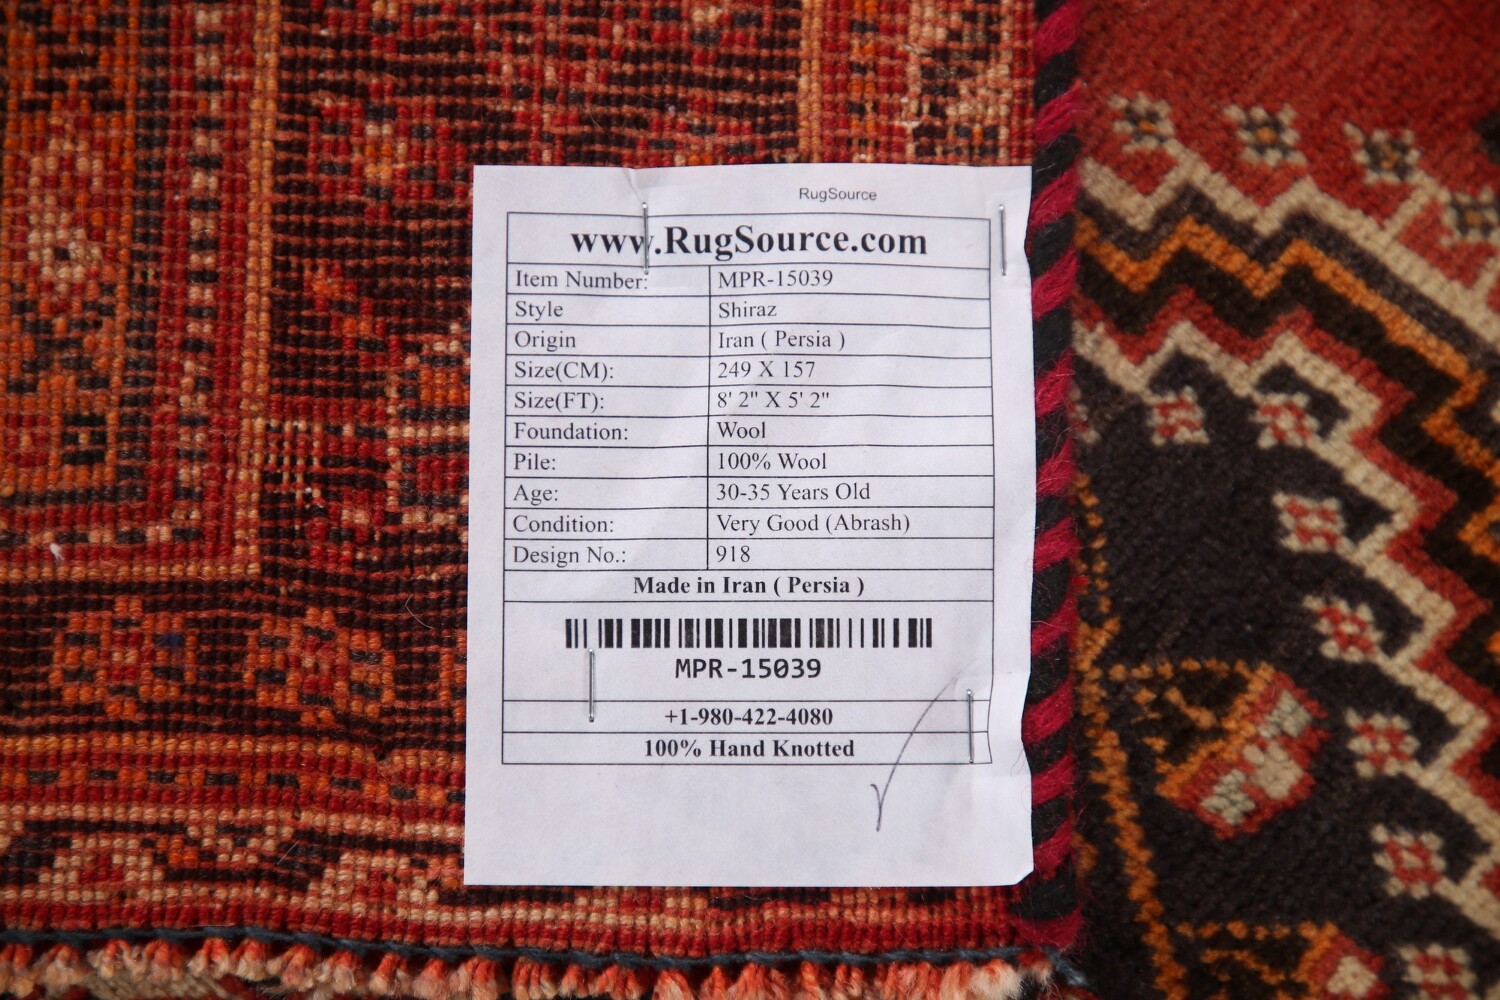 RugSource
www.RugSource.com
Item Number: MPR-15039
Style Shiraz
Origin Iran ( Persia )
Size(CM): 249 X 157
Size(FT): 8' 2" X 5' 2"
Foundation: Wool
Pile: 100% Wool
Age: 30-35 Years Old
Condition: Very Good (Abrash)
Design No.: 918
Made in Iran ( Persia )
MPR-15039
+1-980-422-4080
100% Hand Knotted